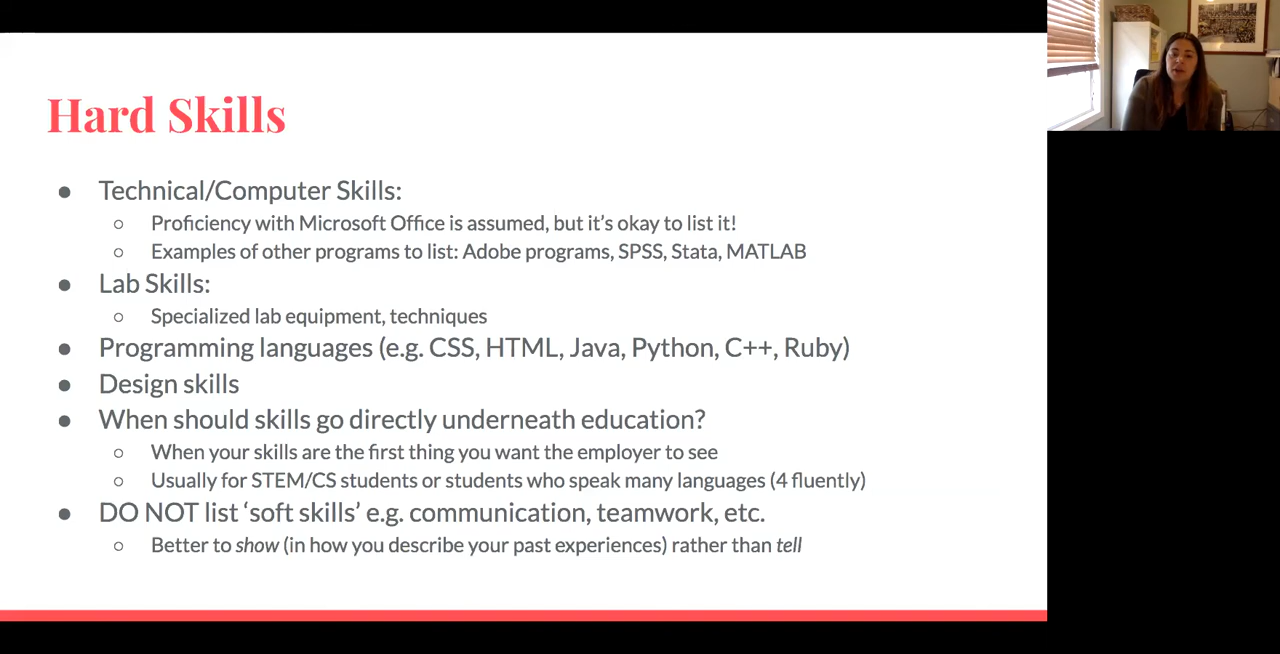 Hard Skills
● Technical/Computer Skills:
○ Proficiency with Microsoft Office is assumed, but it's okay to list it!
○ Examples of other programs to list: Adobe programs, SPSS, Stata, MATLAB
● Lab Skills:
○ Specialized lab equipment, techniques
● Programming languages (e.g. CSS, HTML, Java, Python, C++, Ruby)
● Design skills
● When should skills go directly underneath education?
○ When your skills are the first thing you want the employer to see
○ Usually for STEM/CS students or students who speak many languages (4 fluently)
● DO NOT list ‘soft skills’ e.g. communication, teamwork, etc.
○ Better to show (in how you describe your past experiences) rather than tell